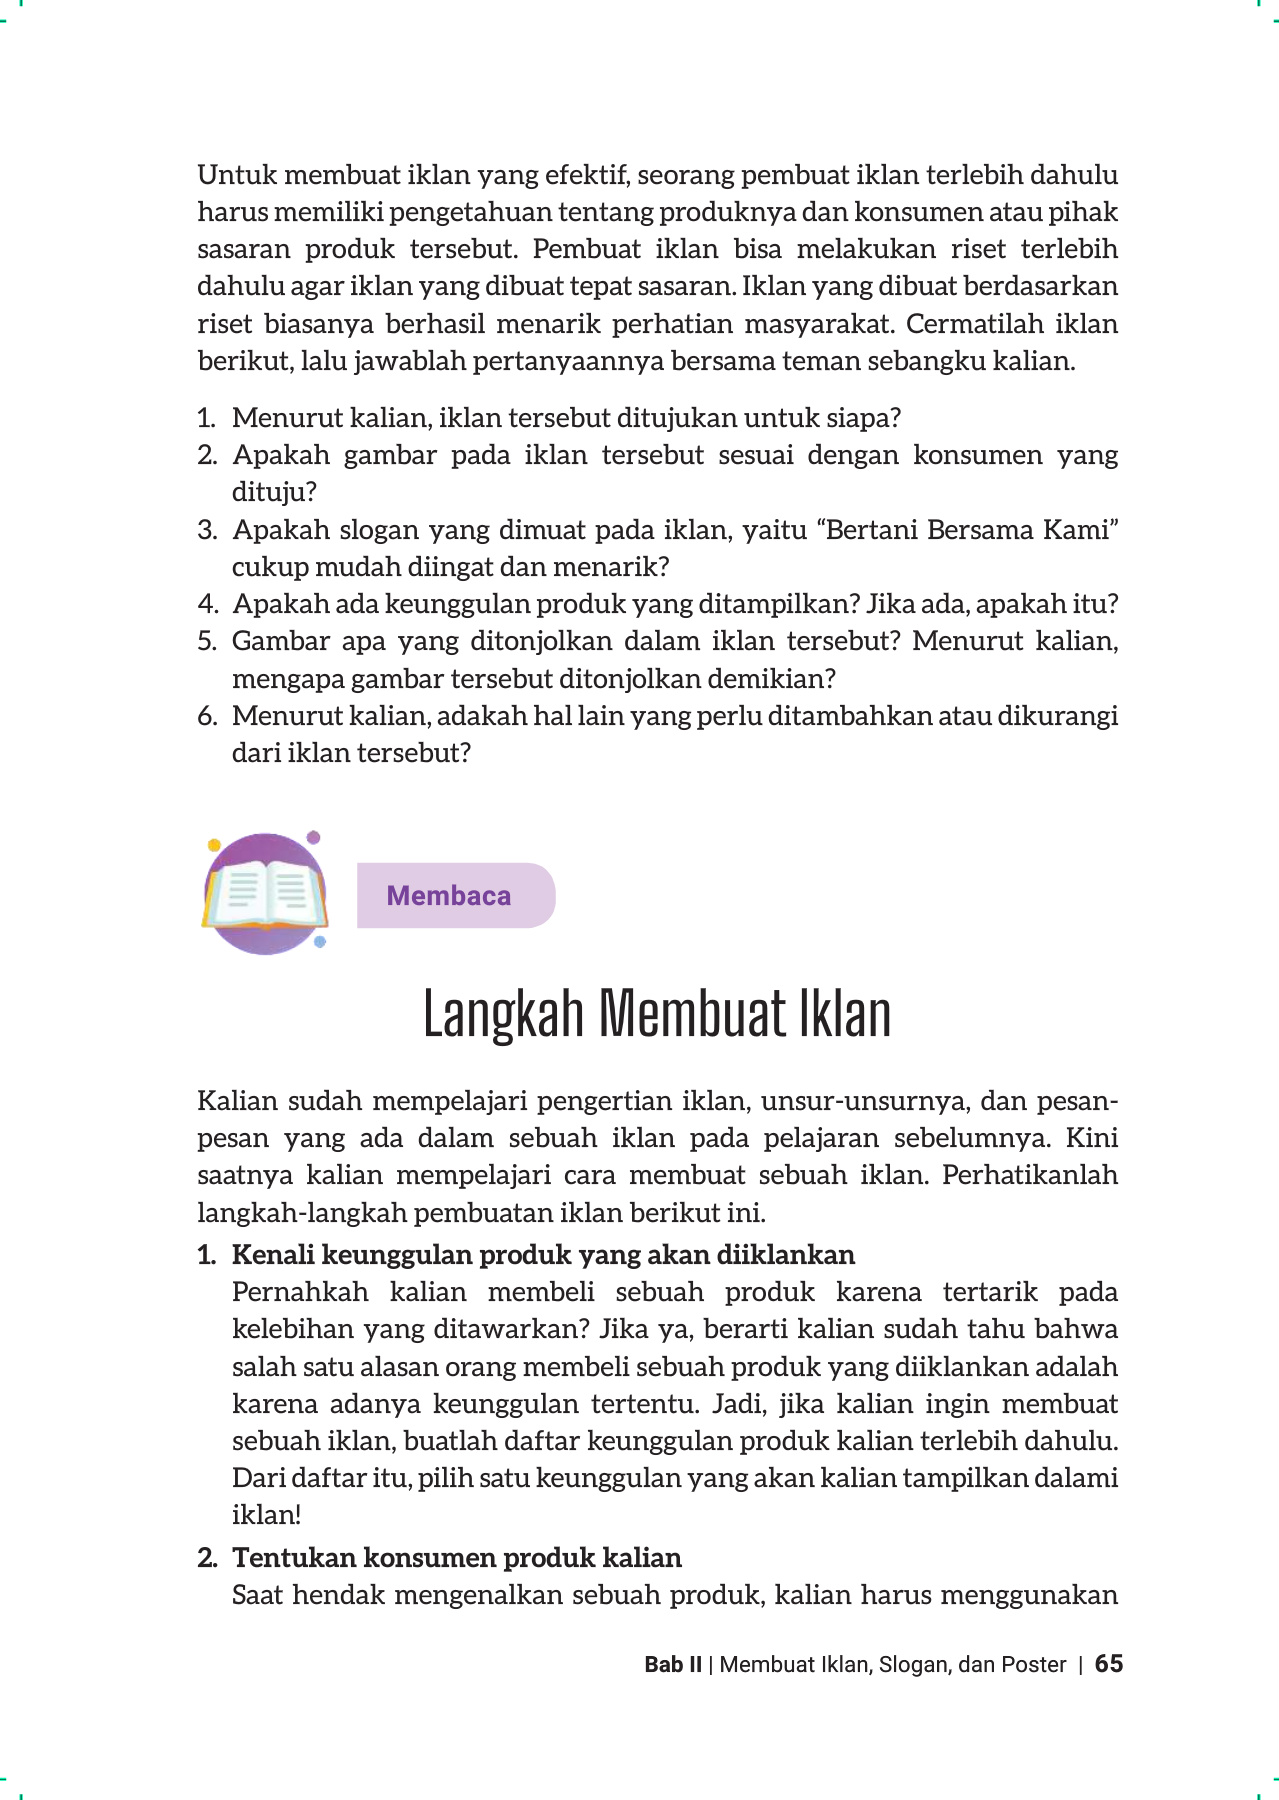 Untuk membuat iklan yang efektif, seorang pembuat iklan terlebih dahulu
harus memiliki pengetahuan tentang produknya dan konsumen atau pihak
sasaran produk tersebut. Pembuat iklan bisa melakukan riset terlebih
dahulu agar iklan yang dibuat tepat sasaran. Iklan yang dibuat berdasarkan
riset biasanya berhasil menarik perhatian masyarakat. Cermatilah iklan
berikut, lalu jawablah pertanyaannya bersama teman sebangku kalian.
1. Menurut kalian, iklan tersebut ditujukan untuk siapa?
2. Apakah gambar pada iklan tersebut sesuai dengan konsumen yang
dituju?
3. Apakah slogan yang dimuat pada iklan, yaitu “Bertani Bersama Kami”
cukup mudah diingat dan menarik?
4. Apakah ada keunggulan produk yang ditampilkan? Jika ada, apakah itu?
5. Gambar apa yang ditonjolkan dalam iklan tersebut? Menurut kalian,
mengapa gambar tersebut ditonjolkan demikian?
6. Menurut kalian, adakah hal lain yang perlu ditambahkan atau dikurangi
dari iklan tersebut?
Membaca
Langkah Membuat Iklan
Kalian sudah mempelajari pengertian iklan, unsur-unsurnya, dan pesan-
pesan yang ada dalam sebuah iklan pada pelajaran sebelumnya. Kini
saatnya kalian mempelajari cara membuat sebuah iklan. Perhatikanlah
langkah-langkah pembuatan iklan berikut ini.
1. Kenali keunggulan produk yang akan diiklankan
Pernahkah kalian membeli sebuah produk karena tertarik pada
kelebihan yang ditawarkan? Jika ya, berarti kalian sudah tahu bahwa
salah satu alasan orang membeli sebuah produk yang diiklankan adalah
karena adanya keunggulan tertentu. Jadi, jika kalian ingin membuat
sebuah iklan, buatlah daftar keunggulan produk kalian terlebih dahulu.
Dari daftar itu, pilih satu keunggulan yang akan kalian tampilkan dalami
iklan!
2. Tentukan konsumen produk kalian
Saat hendak mengenalkan sebuah produk, kalian harus menggunakan
Bab II | Membuat Iklan, Slogan, dan Poster | 65